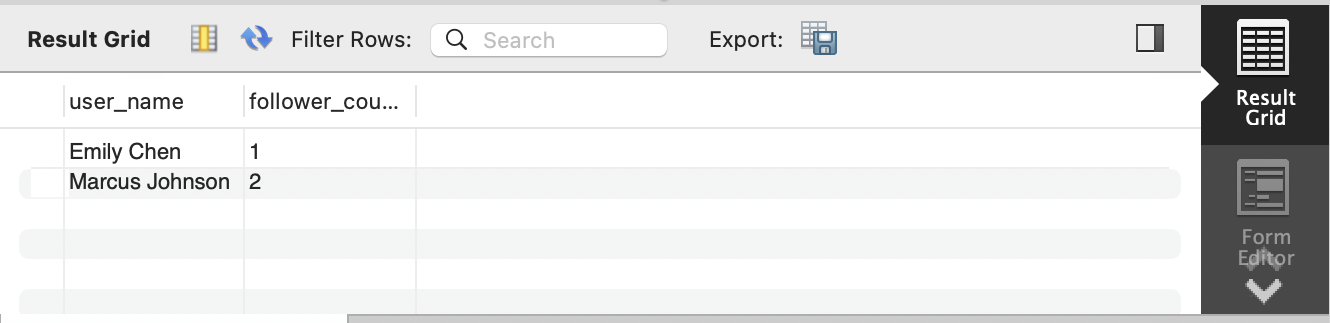 Result Grid Filter Rows: Search Export:
user_name follower_cou...
Emily Chen 1
Marcus Johnson 2
Result
Grid
Form
Editor